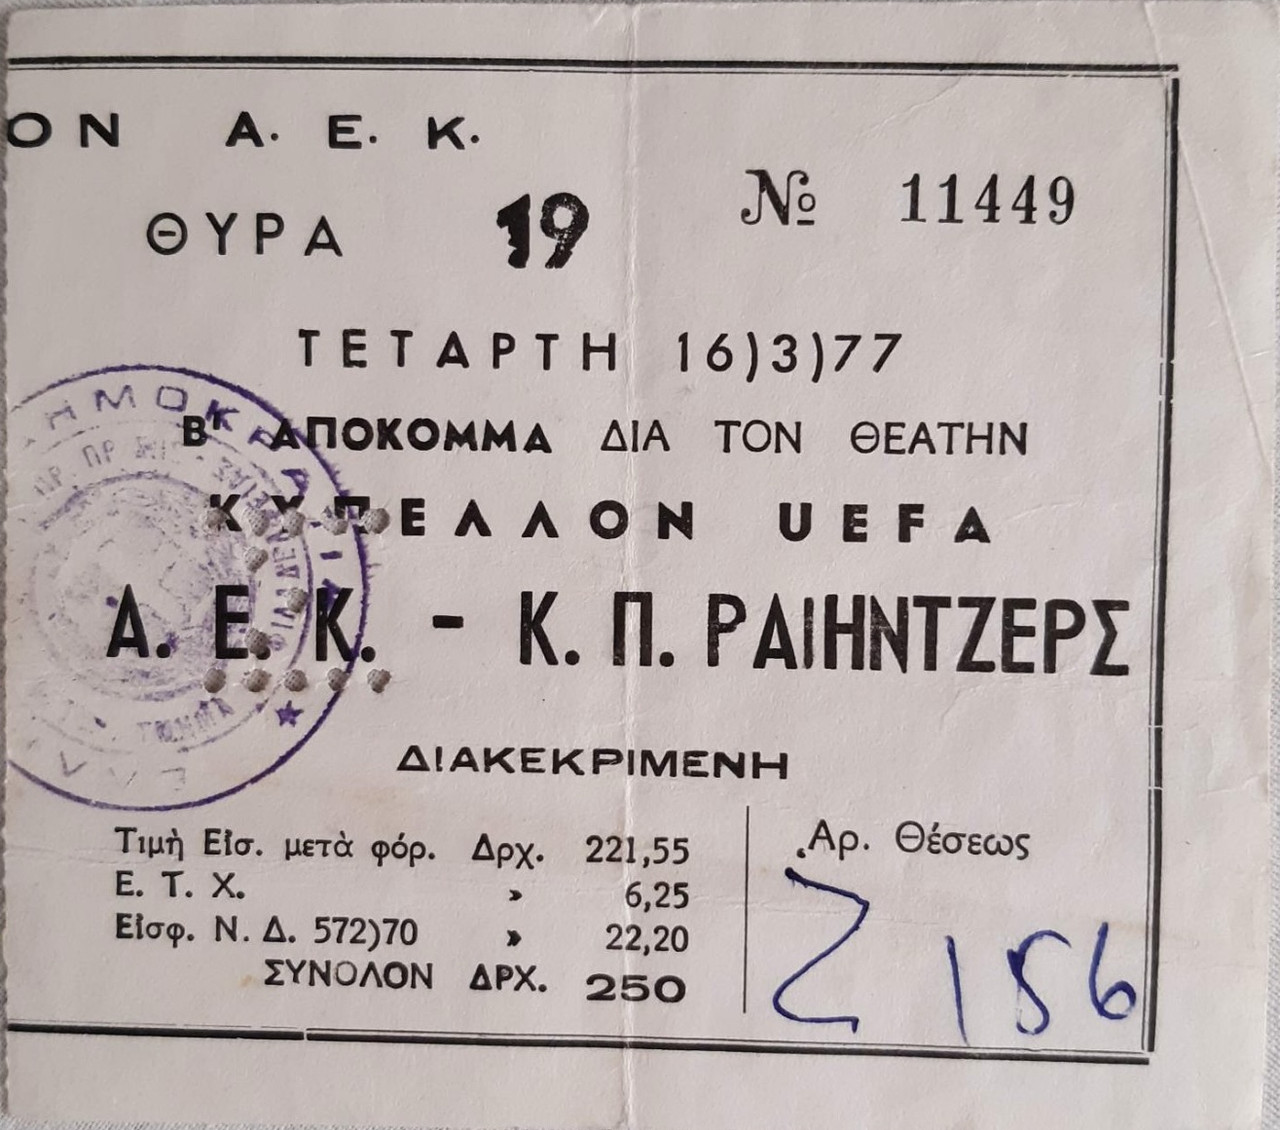 ΟΝ Α. Ε. Κ.
ΘΥΡΑ 19 № 11449
ΤΕΤΑΡΤΗ 16)3)77
Β' ΑΠΟΚΟΜΜΑ ΔΙΑ ΤΟΝ ΘΕΑΤΗΝ
ΚΥΠΕΛΛΟΝ UEFA
Α. Ε. Κ. - Κ. Π. ΡΑΙΗΝΤΖΕΡΣ
ΔΙΑΚΕΚΡΙΜΕΝΗ
Τιμὴ Εἰσ. μετὰ φόρ. Δρχ. 221,55
Ε. Τ. Χ. » 6,25
Εἰσφ. Ν. Δ. 572)70 » 22,20
ΣΥΝΟΛΟΝ ΔΡΧ. 250
Αρ. Θέσεως
Ζ 156